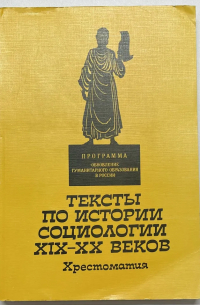 ПРОГРАММА
ОБНОВЛЕНИЕ
ГУМАНИТАРНОГО ОБРАЗОВАНИЯ
В РОССИИ
ТЕКСТЫ
ПО ИСТОРИИ
СОЦИОЛОГИИ
XIX–XX ВЕКОВ
Хрестоматия